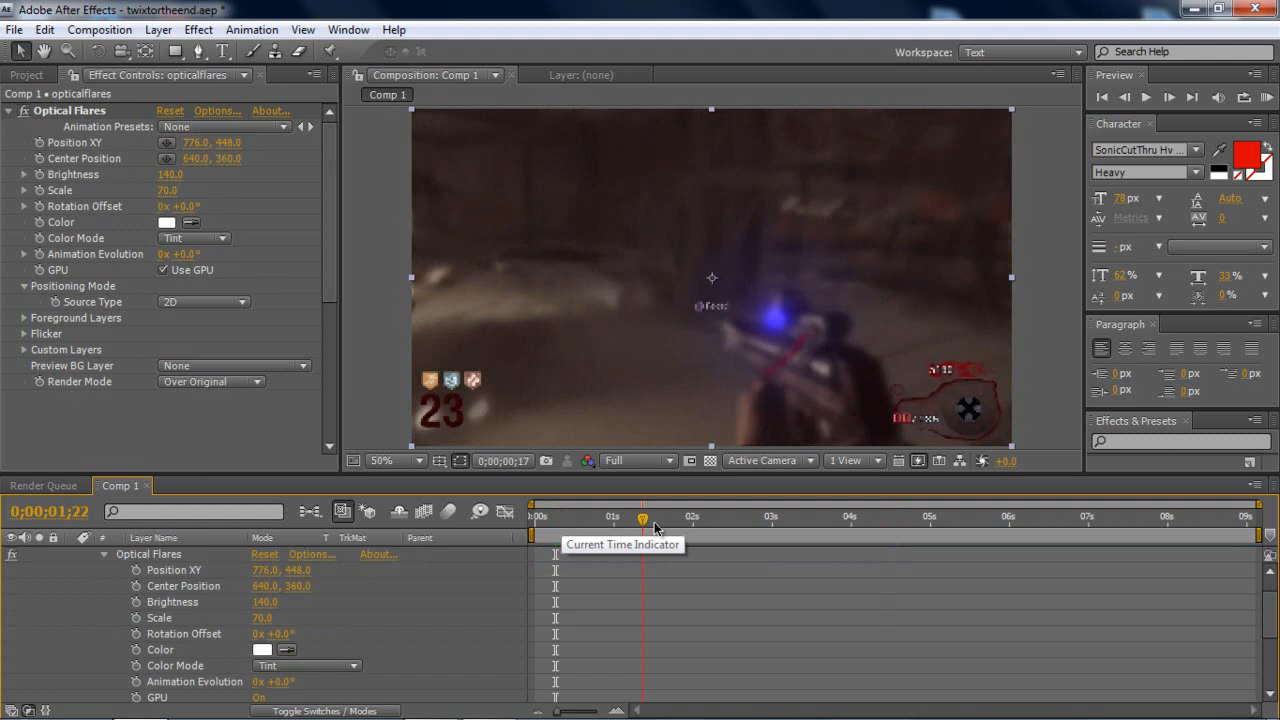 Adobe After Effects - twixtortheend.aep *
File Edit Composition Layer Effect Animation View Window Help
Workspace: Text Search Help
Project Effect Controls: opticalflares
Comp 1 • opticalflares
fx Optical Flares Reset Options... About...
Animation Presets: None
Position XY 776.0, 448.0
Center Position 640.0, 360.0
Brightness 140.0
Scale 70.0
Rotation Offset 0x +0.0°
Color
Color Mode Tint
Animation Evolution 0x +0.0°
GPU Use GPU
Positioning Mode
Source Type 2D
Foreground Layers
Flicker
Custom Layers
Preview BG Layer None
Render Mode Over Original
Composition: Comp 1 Layer: (none)
Comp 1
23
50% 0;00;00;17 Full Active Camera 1 View +0.0
Preview
Character
SonicCutThru Hv ...
Heavy
78 px Auto
Metrics 0
- px
62 % 33 %
0 px 0 %
Paragraph
0 px 0 px 0 px
0 px 0 px
Effects & Presets
Render Queue Comp 1
0;00;01;22
:00s 01s 02s 03s 04s 05s 06s 07s 08s 09s
# Layer Name Mode T TrkMat Parent
Current Time Indicator
fx Optical Flares Reset Options... About...
Position XY 776.0, 448.0
Center Position 640.0, 360.0
Brightness 140.0
Scale 70.0
Rotation Offset 0x +0.0°
Color
Color Mode Tint
Animation Evolution 0x +0.0°
GPU On
Toggle Switches / Modes